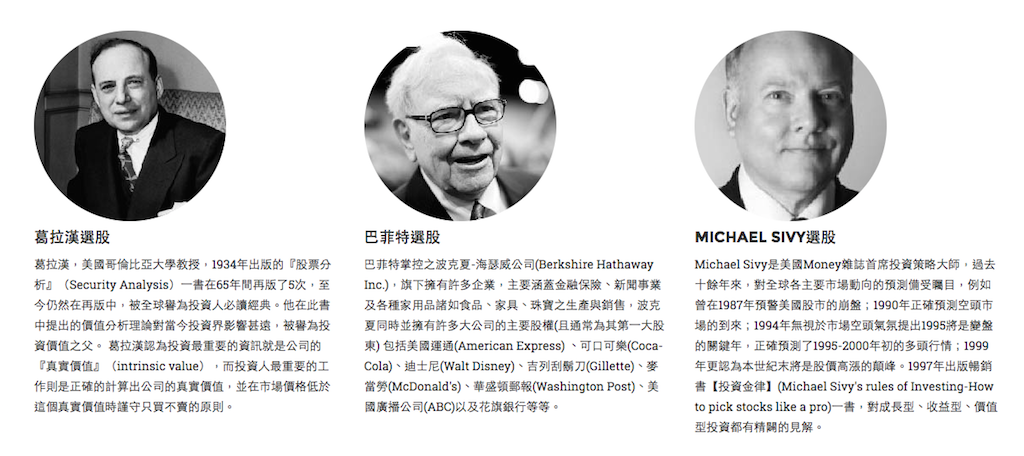 葛拉漢選股
葛拉漢，美國哥倫比亞大學教授，1934年出版的『股票分
析』（Security Analysis）一書在65年間再版了5次，至
今仍然在再版中，被全球譽為投資人必讀經典。他在此書
中提出的價值分析理論對當今投資界影響甚遠，被譽為投
資價值之父。 葛拉漢認為投資最重要的資訊就是公司的
『真實價值』（intrinsic value），而投資人最重要的工
作則是正確的計算出公司的真實價值，並在市場價格低於
這個真實價值時謹守只買不賣的原則。
巴菲特選股
巴菲特掌控之波克夏-海瑟威公司(Berkshire Hathaway
Inc.)，旗下擁有許多企業，主要涵蓋金融保險、新聞事業
及各種家用品諸如食品、家具、珠寶之生產與銷售，波克
夏同時並擁有許多大公司的主要股權(且通常為其第一大股
東) 包括美國運通(American Express) 、可口可樂(Coca-
Cola)、迪士尼(Walt Disney)、吉列刮鬍刀(Gillette)、麥
當勞(McDonald's)、華盛頓郵報(Washington Post)、美
國廣播公司(ABC)以及花旗銀行等等。
MICHAEL SIVY選股
Michael Sivy是美國Money雜誌首席投資策略大師，過去
十餘年來，對全球各主要市場動向的預測備受矚目，例如
曾在1987年預警美國股市的崩盤；1990年正確預測空頭市
場的到來；1994年無視於市場空頭氣氛提出1995將是變盤
的關鍵年，正確預測了1995-2000年初的多頭行情；1999
年更認為本世紀末將是股價高漲的顛峰。1997年出版暢銷
書【投資金律】(Michael Sivy's rules of Investing-How
to pick stocks like a pro)一書，對成長型、收益型、價值
型投資都有精闢的見解。